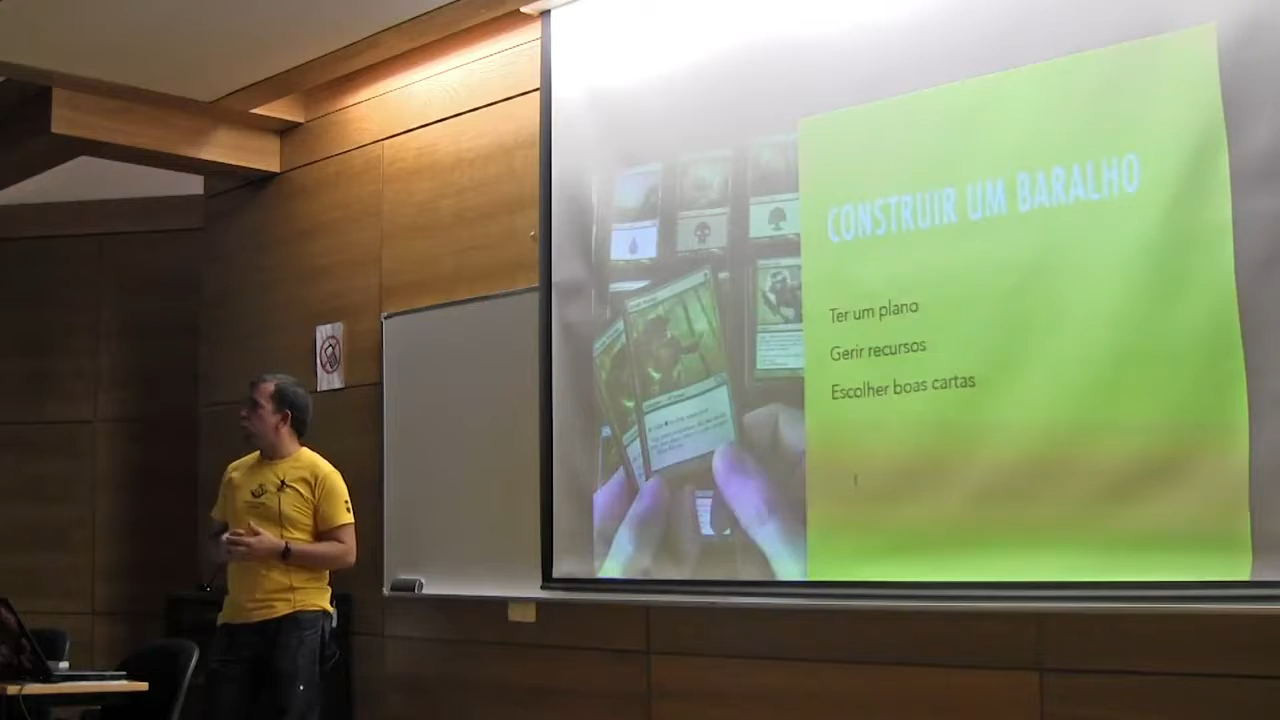 CONSTRUIR UM BARALHO
Ter um plano
Gerir recursos
Escolher boas cartas